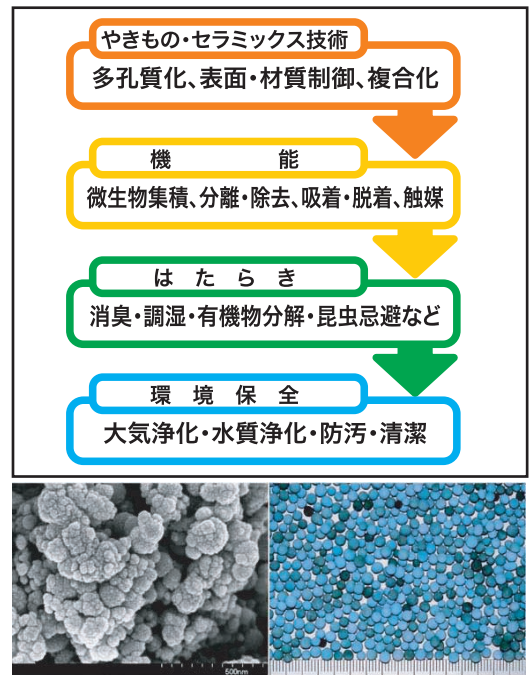 やきもの・セラミックス技術
多孔質化、表面・材質制御、複合化
機能
微生物集積、分離・除去、吸着・脱着、触媒
はたらき
消臭・調湿・有機物分解・昆虫忌避など
環境保全
大気浄化・水質浄化・防汚・清潔
500nm